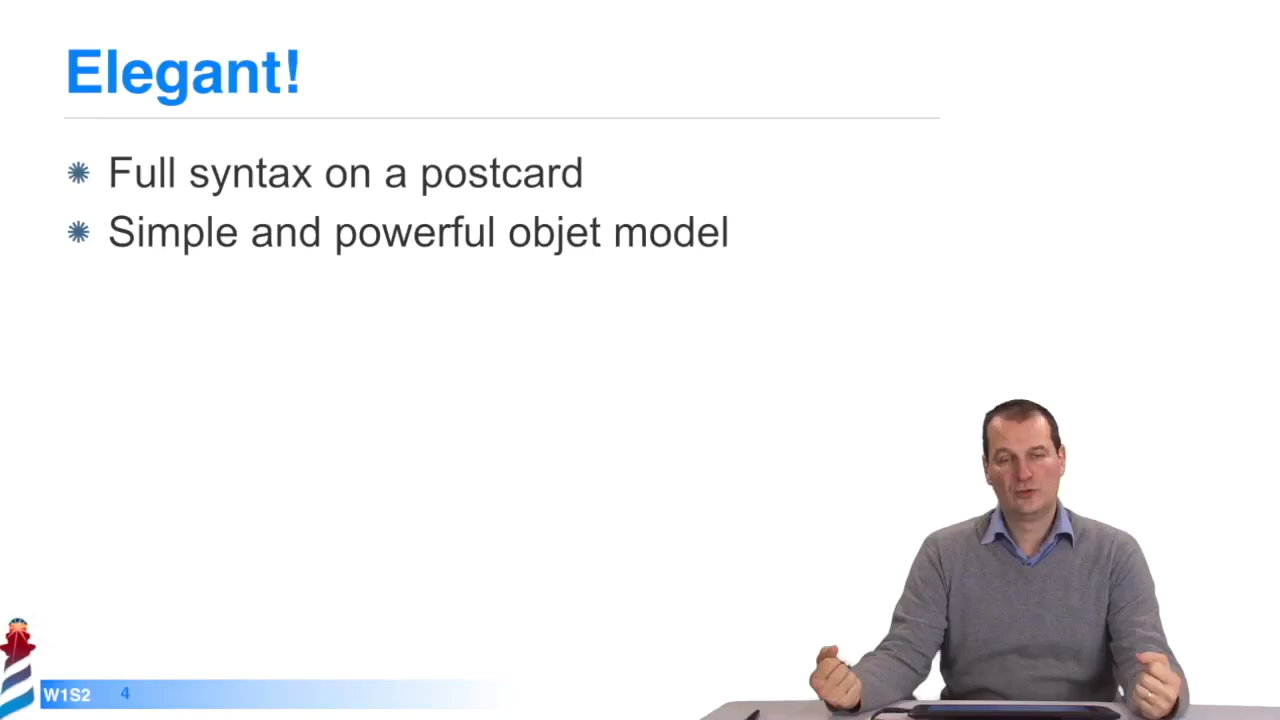 Elegant!
Full syntax on a postcard
Simple and powerful objet model
W1S2 4